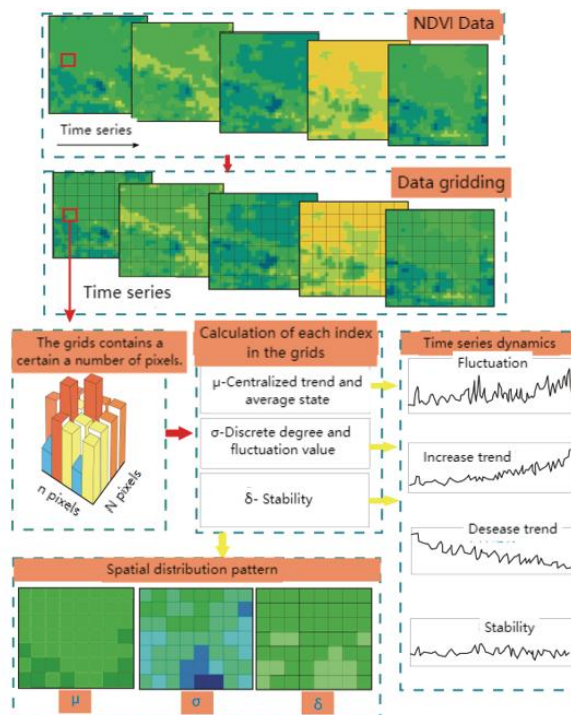 NDVI Data
Time series
Data gridding
Time series
The grids contains a
certain a number of pixels.
n pixels
N pixels
Calculation of each index
in the grids
μ-Centralized trend and
average state
σ-Discrete degree and
fluctuation value
δ- Stability
Time series dynamics
Fluctuation
Increase trend
Desease trend
Stability
Spatial distribution pattern
μ
σ
δ